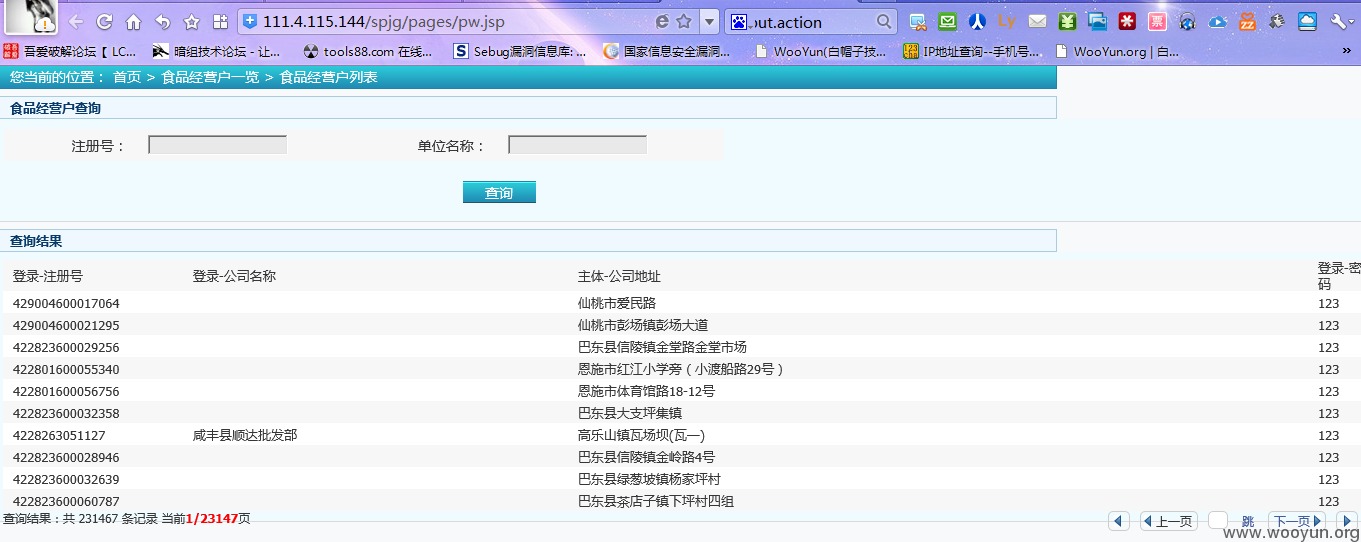 111.4.115.144/spjg/pages/pw.jsp
out.action
吾爱破解论坛【 LC...
暗组技术论坛 - 让...
tools88.com 在线...
Sebug漏洞信息库: ...
国家信息安全漏洞...
WooYun(白帽子技...
IP地址查询--手机号...
WooYun.org | 白...
»
您当前的位置： 首页 > 食品经营户一览 > 食品经营户列表
食品经营户查询
注册号： 单位名称：
查询
查询结果
登录-注册号 登录-公司名称 主体-公司地址 登录-密码
429004600017064 仙桃市爱民路 123
429004600021295 仙桃市彭场镇彭场大道 123
422823600029256 巴东县信陵镇金堂路金堂市场 123
422801600055340 恩施市红江小学旁（小渡船路29号） 123
422801600056756 恩施市体育馆路18-12号 123
422823600032358 巴东县大支坪集镇 123
4228263051127 咸丰县顺达批发部 高乐山镇瓦场坝(瓦一) 123
422823600028946 巴东县信陵镇金岭路4号 123
422823600032639 巴东县绿葱坡镇杨家坪村 123
422823600060787 巴东县茶店子镇下坪村四组 123
查询结果：共 231467 条记录 当前1/23147页 上一页 跳 下一页
www.wooyun.org